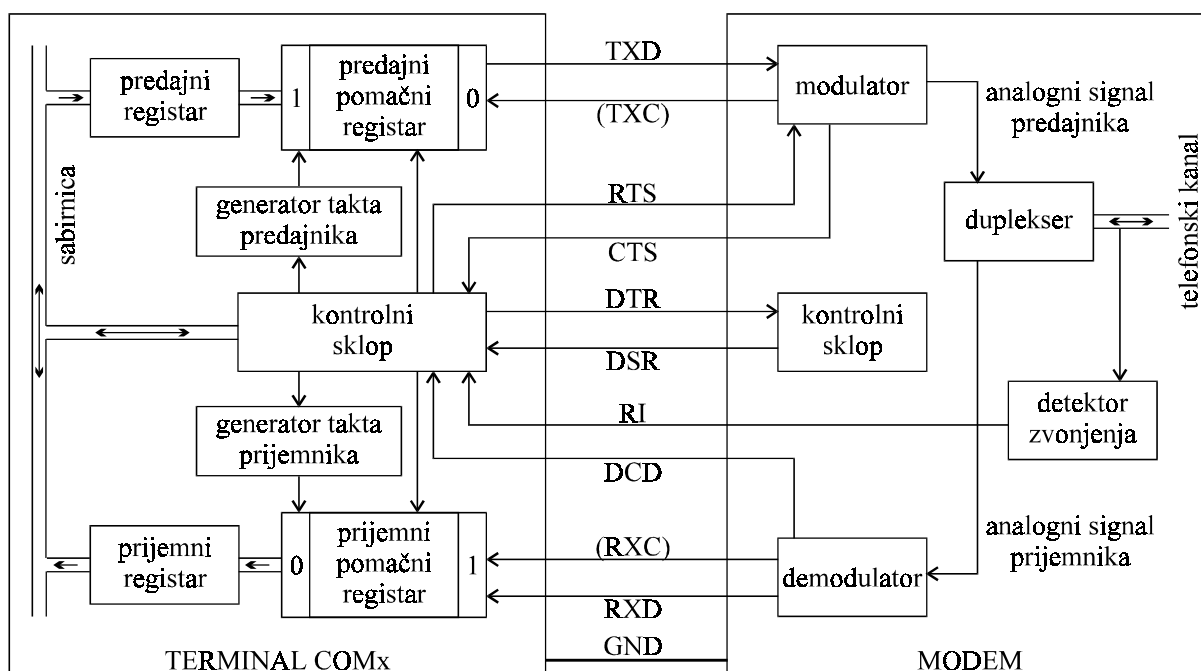 predajni
registar
1
predajni
pomačni
registar
0
TXD
(TXC)
modulator
analogni signal
predajnika
sabirnica
generator takta
predajnika
RTS
CTS
duplekser
telefonski kanal
kontrolni
sklop
DTR
DSR
kontrolni
sklop
generator takta
prijemnika
RI
DCD
detektor
zvonjenja
prijemni
registar
0
prijemni
pomačni
registar
1
(RXC)
RXD
demodulator
analogni signal
prijemnika
GND
TERMINAL COMx
MODEM